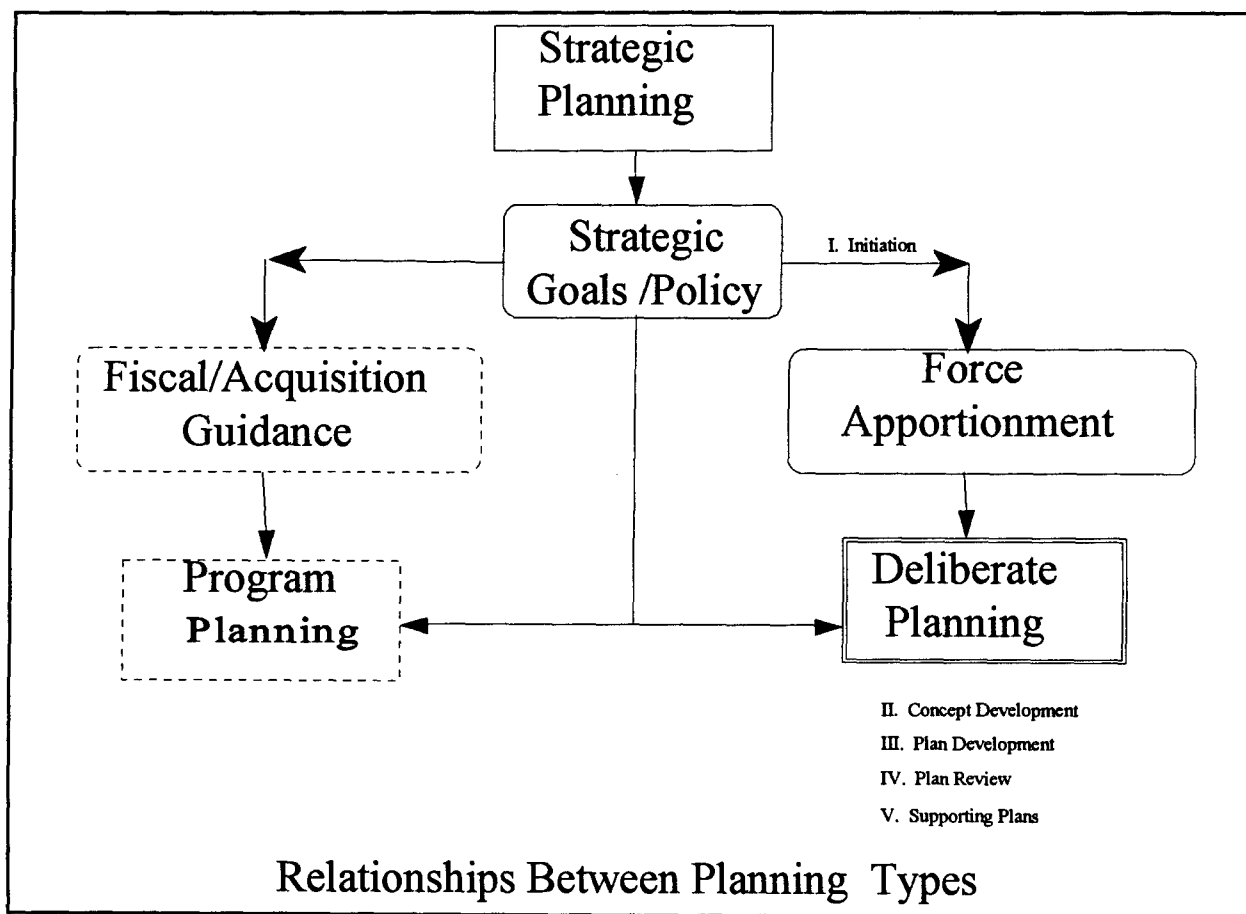 Strategic
Planning
Strategic
Goals /Policy
I. Initiation
Fiscal/Acquisition
Guidance
Force
Apportionment
Program
Planning
Deliberate
Planning
II. Concept Development
III. Plan Development
IV. Plan Review
V. Supporting Plans
Relationships Between Planning Types